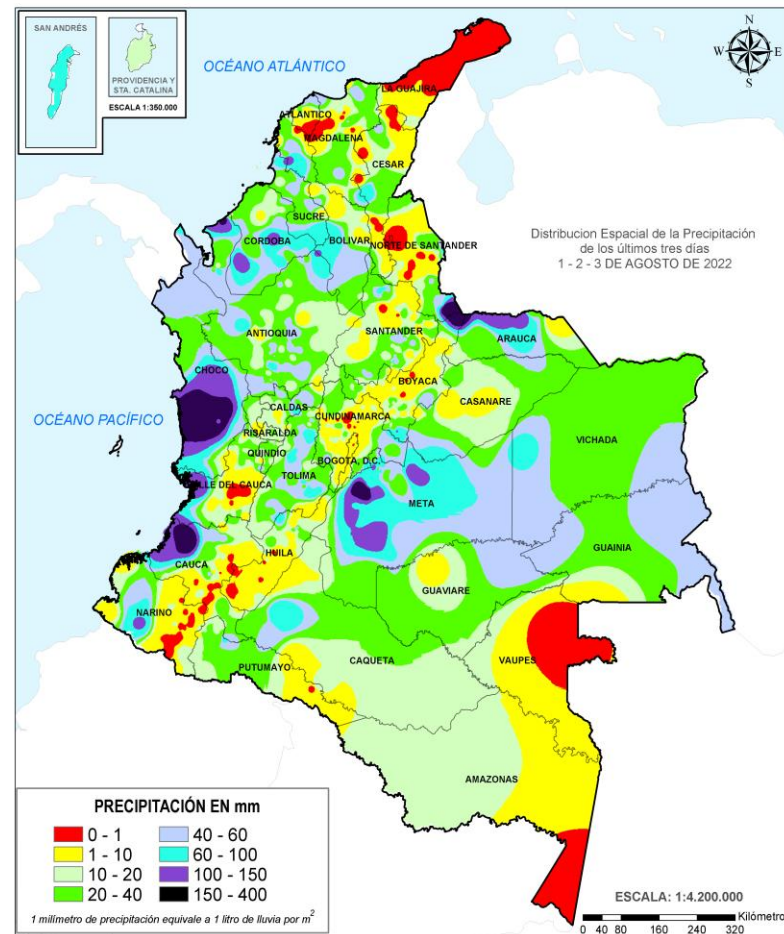 SAN ANDRÉS
PROVIDENCIA Y
STA. CATALINA
ESCALA 1:350.000
OCÉANO ATLÁNTICO
N
W
E
S
LA GUAJIRA
ATLANTICO
MAGDALENA
CESAR
SUCRE
CORDOBA
BOLIVAR
NORTE DE SANTANDER
Distribucion Espacial de la Precipitación
de los últimos tres días
1 - 2 - 3 DE AGOSTO DE 2022
ANTIOQUIA
SANTANDER
ARAUCA
CHOCO
BOYACA
CASANARE
OCÉANO PACÍFICO
CALDAS
CUNDINAMARCA
RISARALDA
VICHADA
QUINDÍO
BOGOTA, D.C.
TOLIMA
VALLE DEL CAUCA
META
GUAINIA
HUILA
CAUCA
GUAVIARE
NARINO
VAUPES
CAQUETA
PUTUMAYO
AMAZONAS
PRECIPITACIÓN EN mm
0 - 1
40 - 60
1 - 10
60 - 100
10 - 20
100 - 150
20 - 40
150 - 400
1 milímetro de precipitación equivale a 1 litro de lluvia por m2
ESCALA: 1:4.200.000
Kilómetro
0 40 80 160 240 320